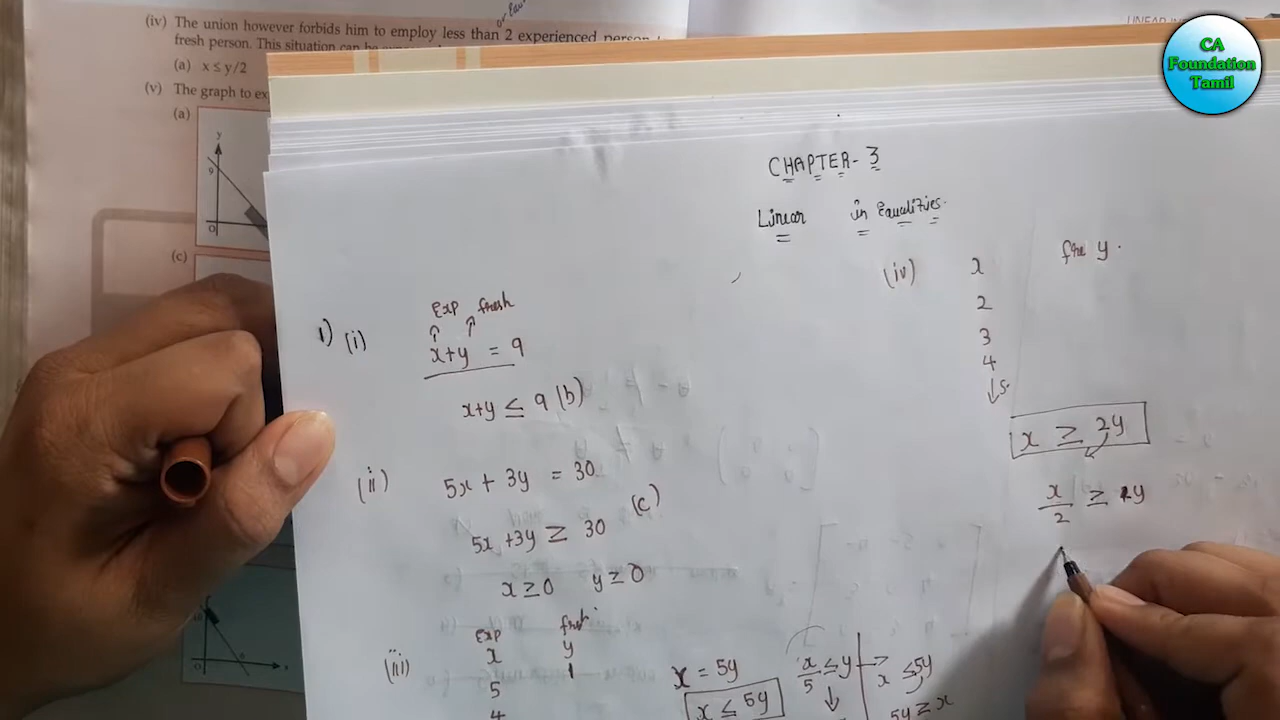 (iv) The union however forbids him to employ less than 2 experienced person
fresh person. This situation can be
(a) x ≤ y/2
(v) The graph to
(a)
y
9
O
(c)
CA
Foundation
Tamil
CHAPTER-3
Linear in Equalities.
1) (i)
Exp fresh
x+y = 9
x+y ≤ 9 (b)
(ii) 5x + 3y = 30
5x +3y ≥ 30 (c)
x ≥ 0 y ≥ 0
(iii)
Exp
x
5
4
y
1
x = 5y
x ≤ 5y
x/5 ≤ y → x ≤ 5y
5y ≥ x
(iv) x y.
2
3
4
x ≥ 2y
x/2 ≥ y